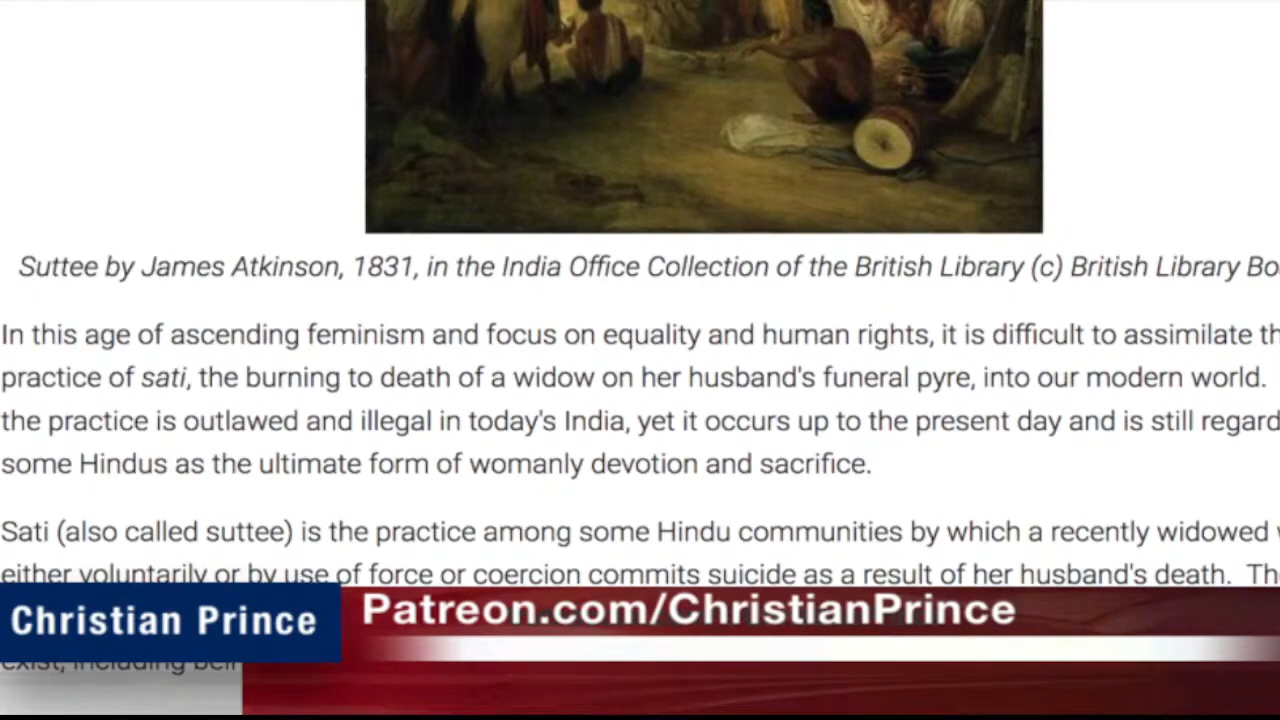 Suttee by James Atkinson, 1831, in the India Office Collection of the British Library (c) British Library
In this age of ascending feminism and focus on equality and human rights, it is difficult to assimilate
practice of sati, the burning to death of a widow on her husband's funeral pyre, into our modern world.
the practice is outlawed and illegal in today's India, yet it occurs up to the present day and is still
some Hindus as the ultimate form of womanly devotion and sacrifice.
Sati (also called suttee) is the practice among some Hindu communities by which a recently widowed
either voluntarily or by use of force or coercion commits suicide as a result of her husband's death.
Christian Prince
Patreon.com/ChristianPrince
exist, including